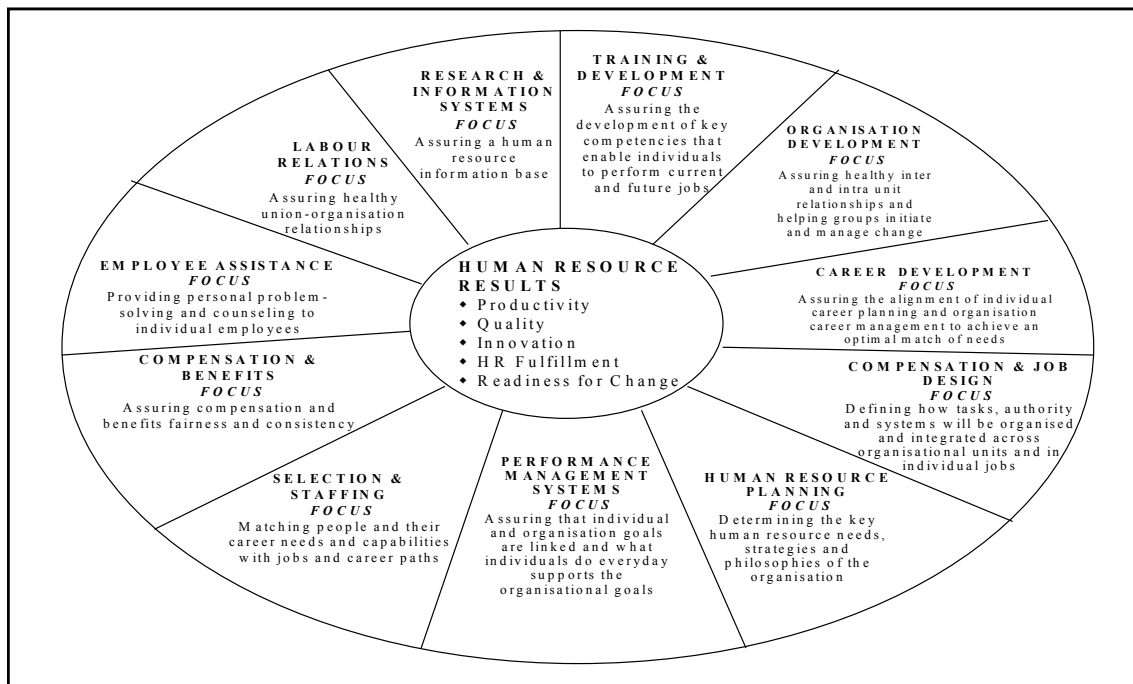 TRAINING &
DEVELOPMENT
FOCUS
Assuring the
development of key
competencies that
enable individuals
to perform current
and future jobs
ORGANISATION
DEVELOPMENT
FOCUS
Assuring healthy inter
and intra unit
relationships and
helping groups initiate
and manage change
CAREER DEVELOPMENT
FOCUS
Assuring the alignment of individual
career planning and organisation
career management to achieve an
optimal match of needs
COMPENSATION & JOB
DESIGN
FOCUS
Defining how tasks, authority
and systems will be organised
and integrated across
organisational units and in
individual jobs
HUMAN RESOURCE
PLANNING
FOCUS
Determining the key
human resource needs,
strategies and
philosophies of the
organisation
PERFORMANCE
MANAGEMENT
SYSTEMS
FOCUS
Assuring that individual
and organisation goals
are linked and what
individuals do everyday
supports the
organisational goals
SELECTION &
STAFFING
FOCUS
Matching people and their
career needs and capabilities
with jobs and career paths
COMPENSATION &
BENEFITS
FOCUS
Assuring compensation and
benefits fairness and consistency
EMPLOYEE ASSISTANCE
FOCUS
Providing personal problem-
solving and counseling to
individual employees
LABOUR
RELATIONS
FOCUS
Assuring healthy
union-organisation
relationships
RESEARCH &
INFORMATION
SYSTEMS
FOCUS
Assuring a human
resource
information base
HUMAN RESOURCE
RESULTS
◆ Productivity
◆ Quality
◆ Innovation
◆ HR Fulfillment
◆ Readiness for Change